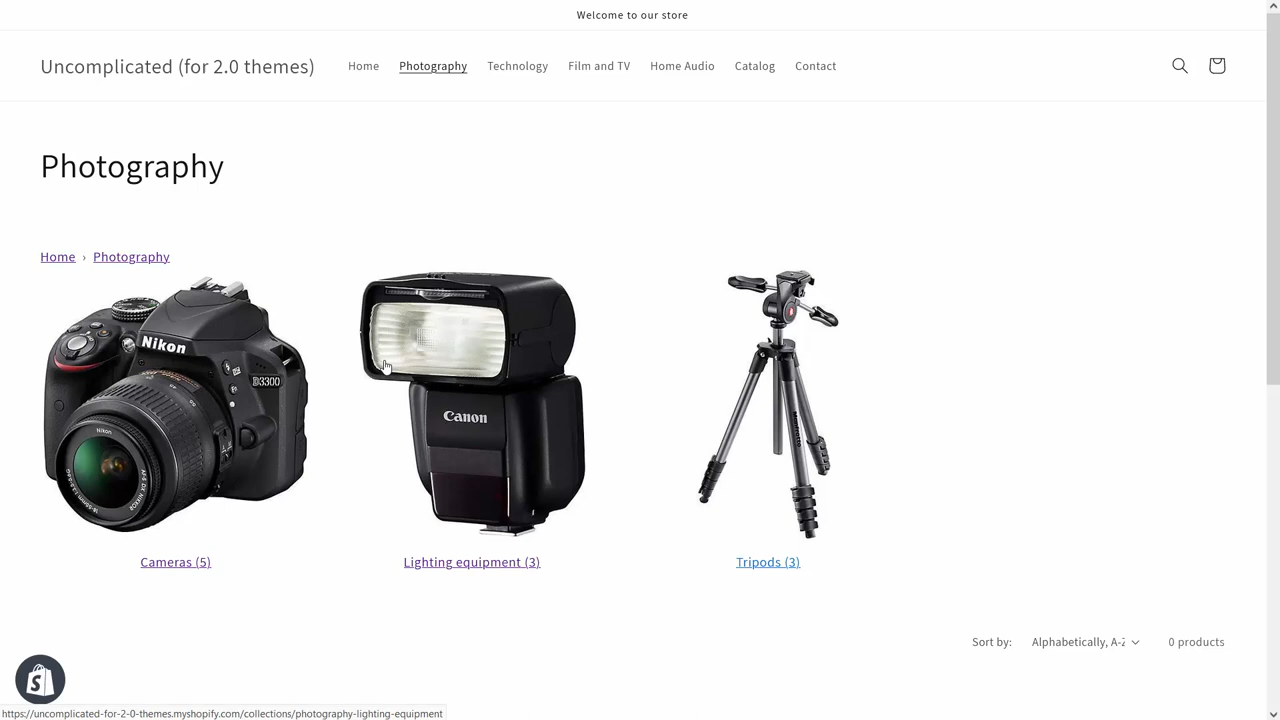 Welcome to our store
Uncomplicated (for 2.0 themes)
Home Photography Technology Film and TV Home Audio Catalog Contact
Photography
Home › Photography
Nikon
D3300
Nikon
Canon
Cameras (5)
Lighting equipment (3)
Tripods (3)
Sort by: Alphabetically, A-Z 0 products
https://uncomplicated-for-2-0-themes.myshopify.com/collections/photography-lighting-equipment